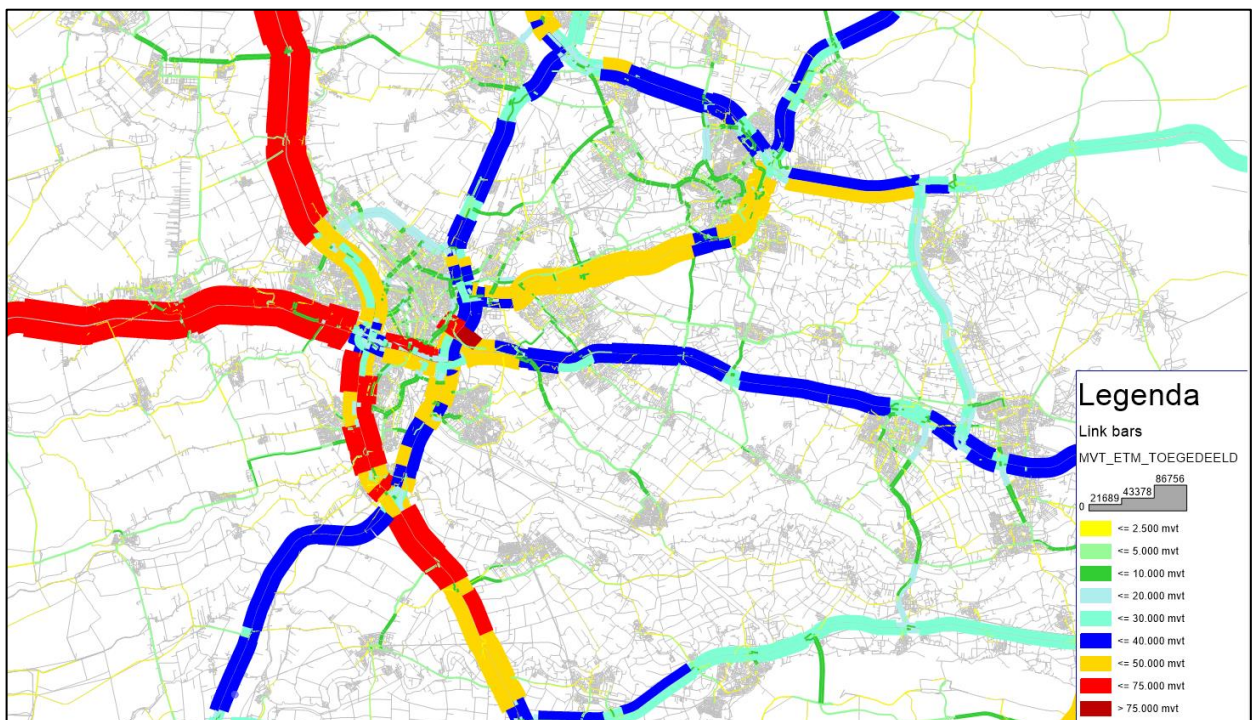 Legenda
Link bars
MVT_ETM_TOEGEDEELD
0 21689 43378 86756
<= 2.500 mvt
<= 5.000 mvt
<= 10.000 mvt
<= 20.000 mvt
<= 30.000 mvt
<= 40.000 mvt
<= 50.000 mvt
<= 75.000 mvt
> 75.000 mvt